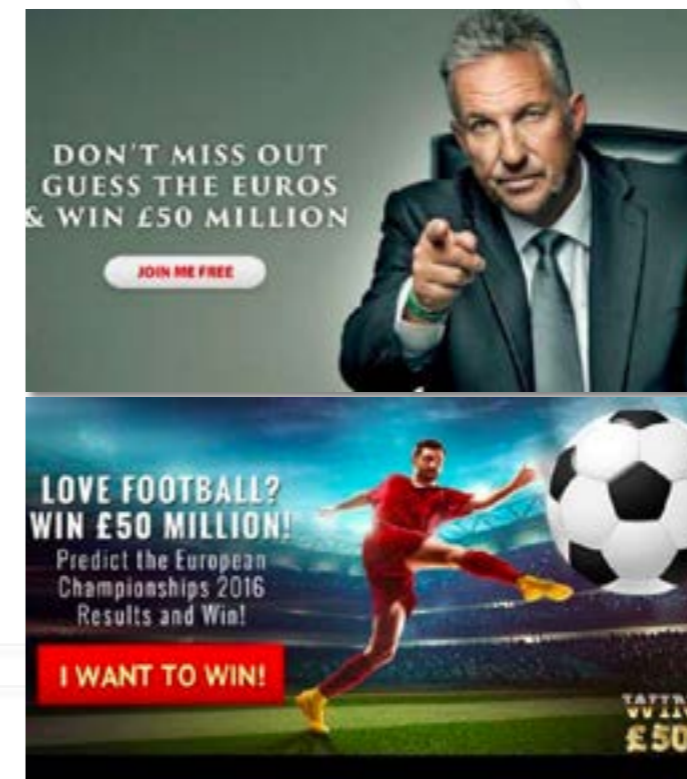 DON'T MISS OUT
GUESS THE EUROS
& WIN £50 MILLION
JOIN ME FREE
LOVE FOOTBALL?
WIN £50 MILLION!
Predict the European
Championships 2016
Results and Win!
I WANT TO WIN!
WIN
£50